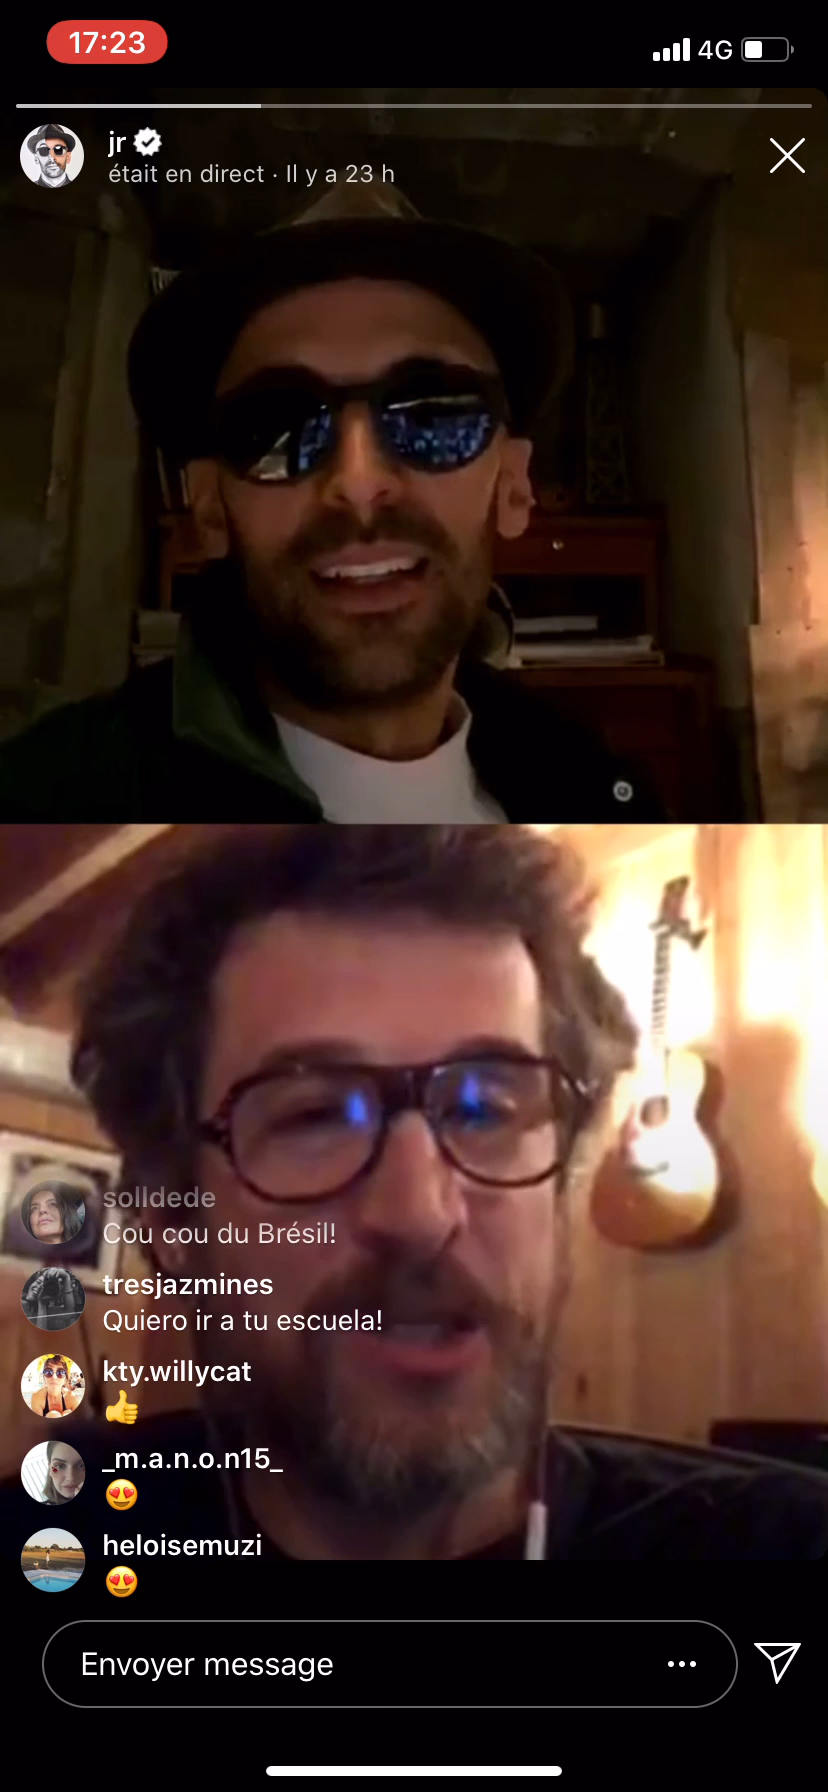 17:23
4G
jr
était en direct · Il y a 23 h
solldede
Cou cou du Brésil!
tresjazmines
Quiero ir a tu escuela!
kty.willycat
👍
_m.a.n.o.n15_
😍
heloisemuzi
😍
Envoyer message